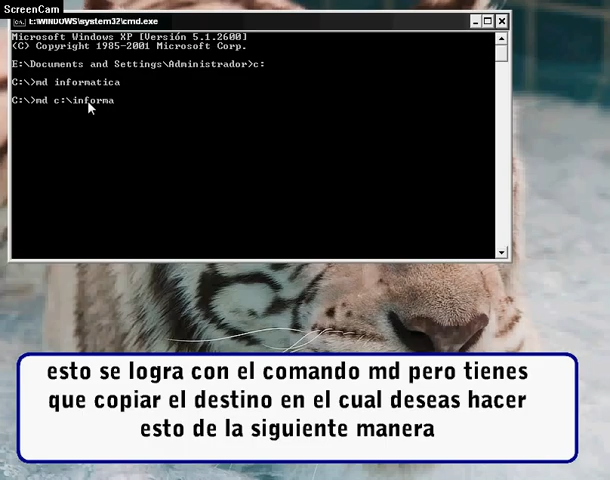 ScreenCam
E:\WINDOWS\system32\cmd.exe
Microsoft Windows XP [Versión 5.1.2600]
(C) Copyright 1985-2001 Microsoft Corp.
E:\Documents and Settings\Administrador>c:
C:\>md informatica
C:\>md c:\informa
esto se logra con el comando md pero tienes
que copiar el destino en el cual deseas hacer
esto de la siguiente manera